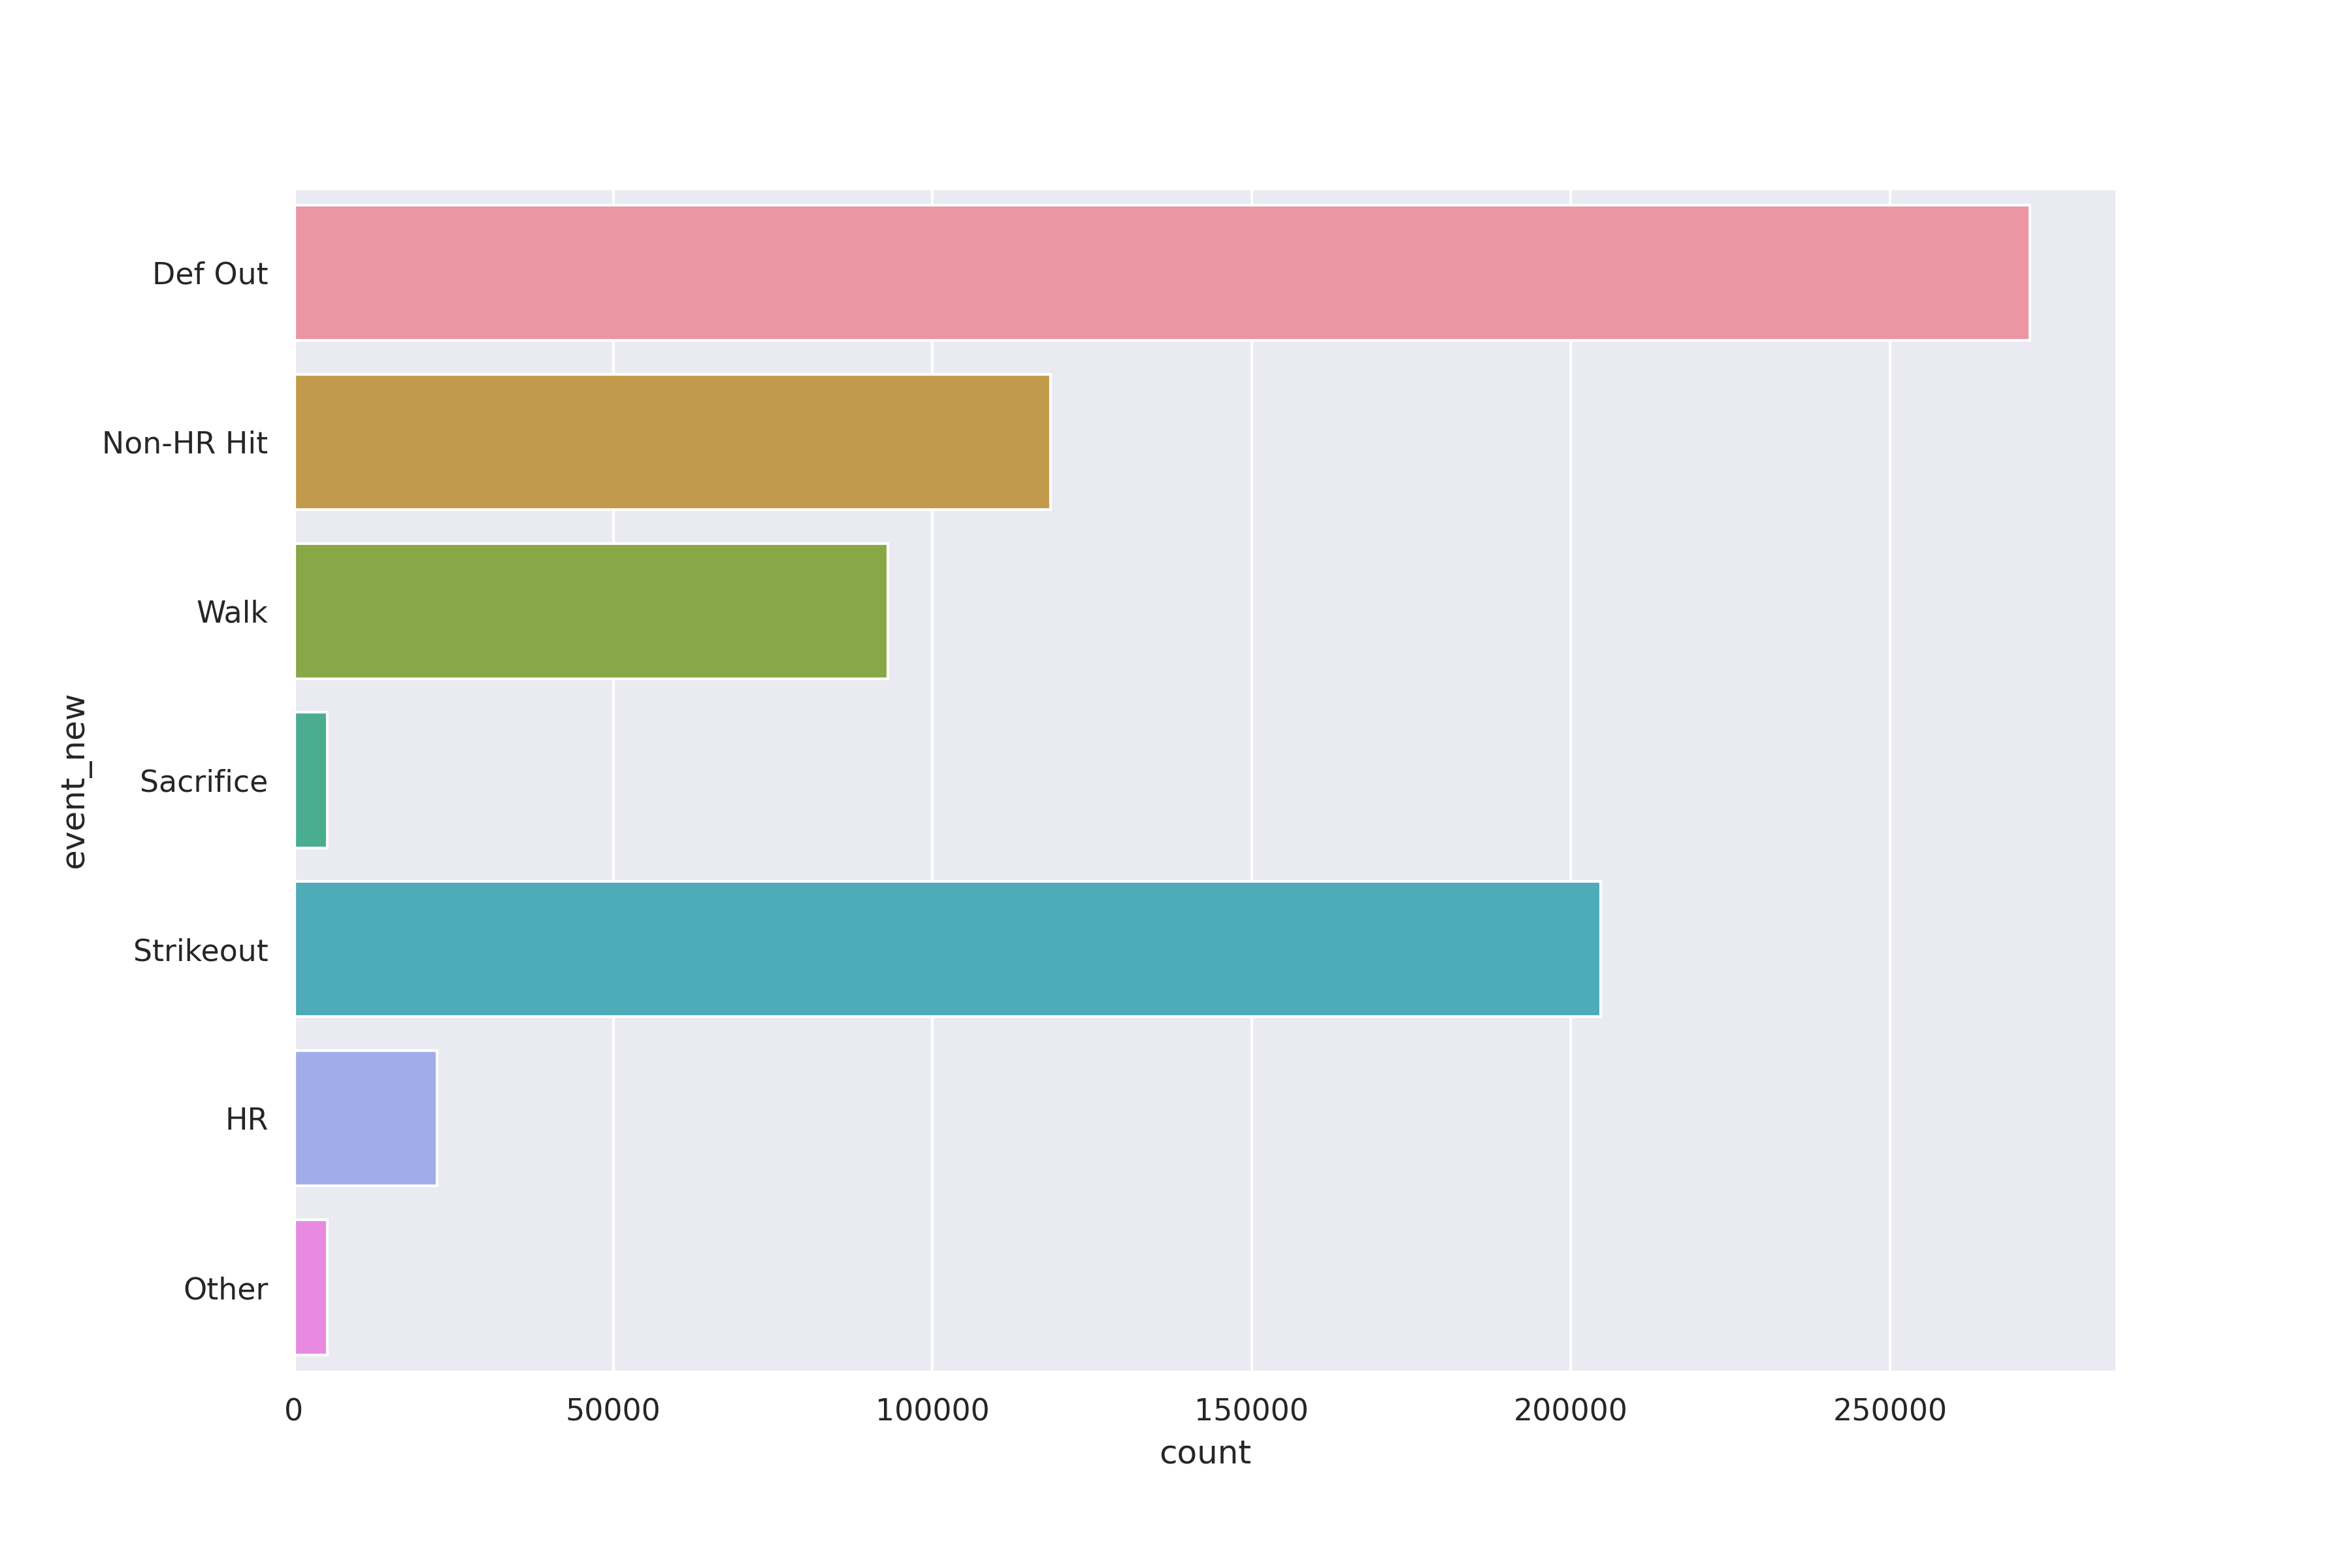 Def Out
Non-HR Hit
Walk
Sacrifice
Strikeout
HR
Other
event_new
0 50000 100000 150000 200000 250000
count